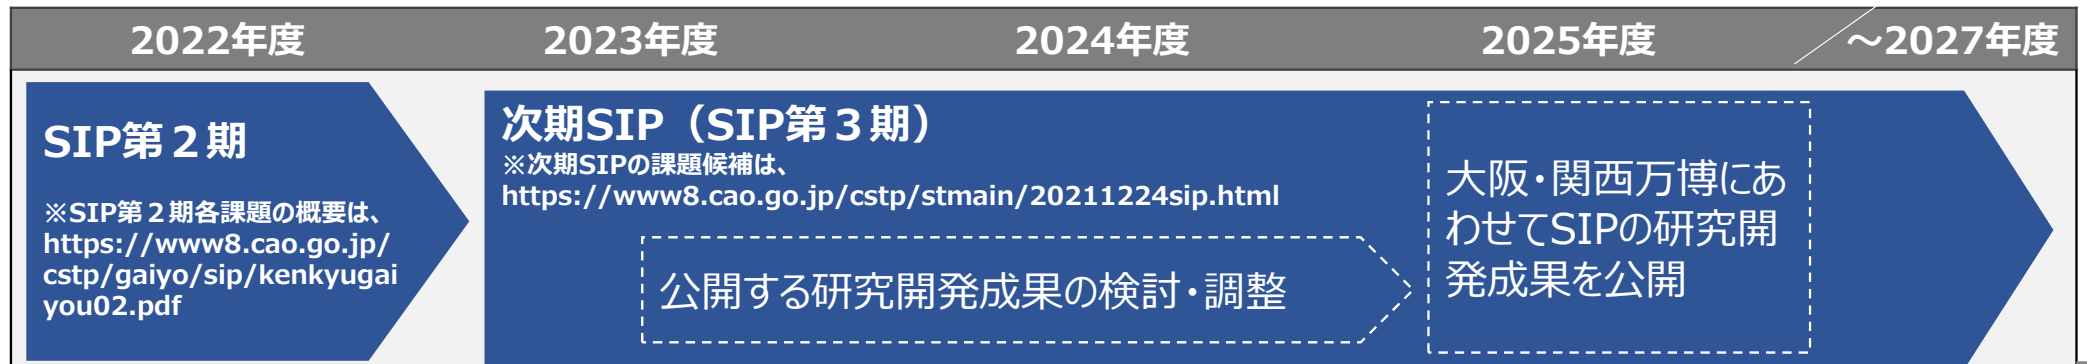 2022年度 2023年度 2024年度 2025年度 ～2027年度
SIP第２期
※SIP第２期各課題の概要は、
https://www8.cao.go.jp/
cstp/gaiyo/sip/kenkyugai
you02.pdf
次期SIP（SIP第３期）
※次期SIPの課題候補は、
https://www8.cao.go.jp/cstp/stmain/20211224sip.html
公開する研究開発成果の検討・調整
大阪・関西万博にあ
わせてSIPの研究開
発成果を公開